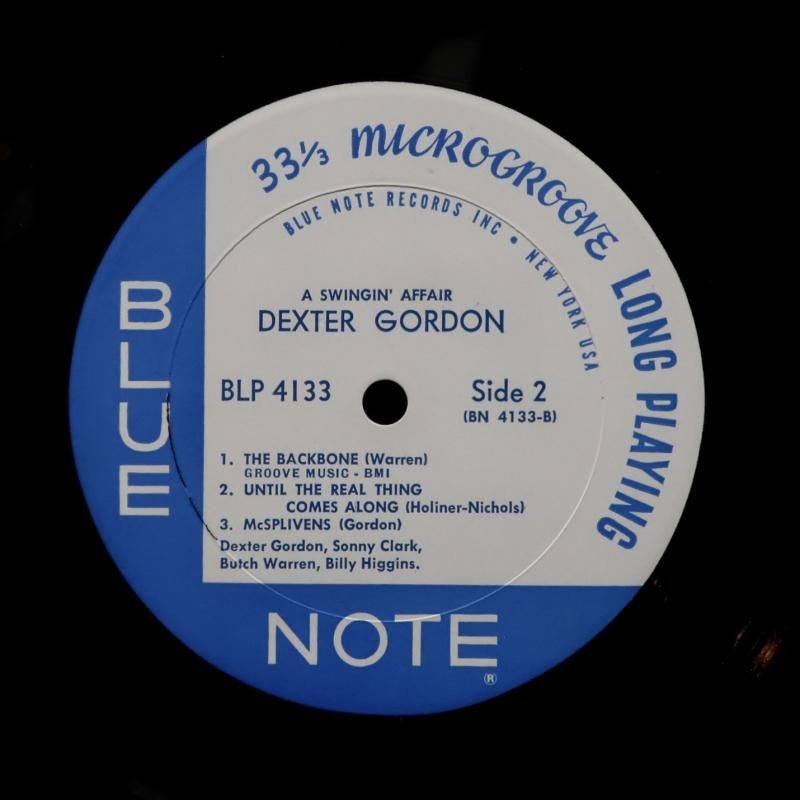 33⅓ MICROGROOVE LONG PLAYING
BLUE NOTE RECORDS INC • NEW YORK USA
A SWINGIN' AFFAIR
DEXTER GORDON
BLP 4133
Side 2
(BN 4133-B)
1. THE BACKBONE (Warren)
GROOVE MUSIC - BMI
2. UNTIL THE REAL THING
COMES ALONG (Holiner-Nichols)
3. McSPLIVENS (Gordon)
Dexter Gordon, Sonny Clark,
Butch Warren, Billy Higgins.
BLUE
NOTE
®